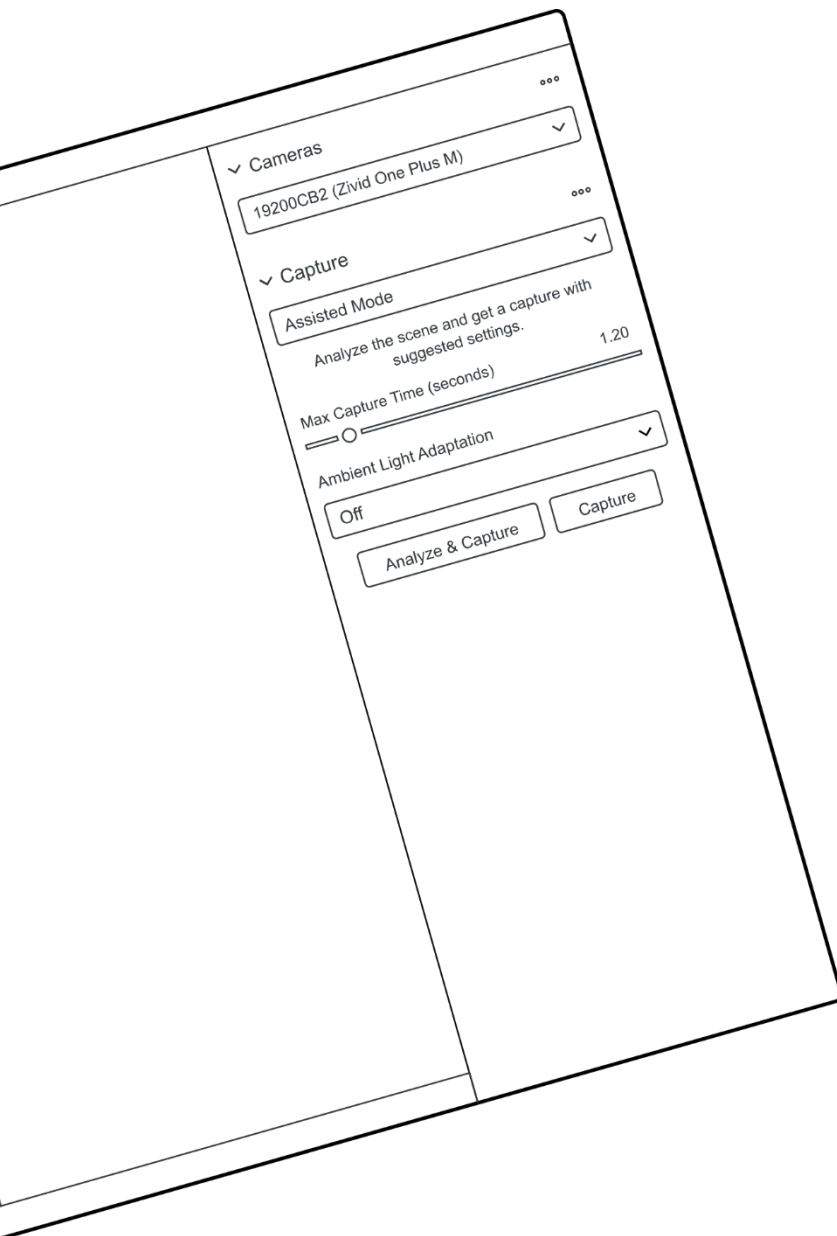 Cameras
19200CB2 (Zivid One Plus M)
Capture
Assisted Mode
Analyze the scene and get a capture with
suggested settings.
Max Capture Time (seconds) 1.20
Ambient Light Adaptation
Off
Analyze & Capture Capture